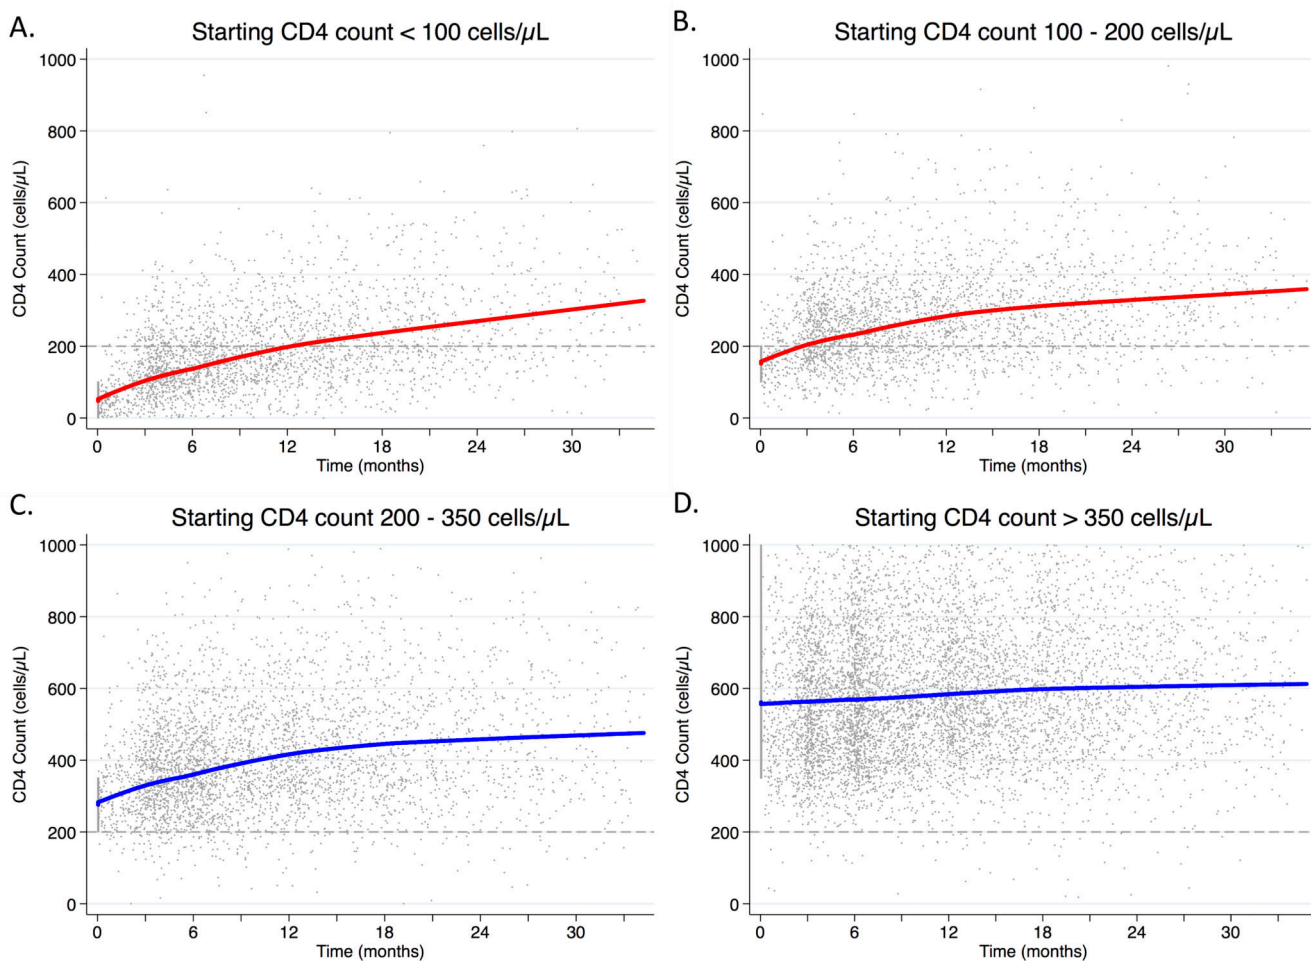 A.
Starting CD4 count < 100 cells/µL
1000
800
600
400
200
0
CD4 Count (cells/µL)
0 6 12 18 24 30
Time (months)
B.
Starting CD4 count 100 - 200 cells/µL
1000
800
600
400
200
0
CD4 Count (cells/µL)
0 6 12 18 24 30
Time (months)
C.
Starting CD4 count 200 - 350 cells/µL
1000
800
600
400
200
0
CD4 Count (cells/µL)
0 6 12 18 24 30
Time (months)
D.
Starting CD4 count > 350 cells/µL
1000
800
600
400
200
0
CD4 Count (cells/µL)
0 6 12 18 24 30
Time (months)